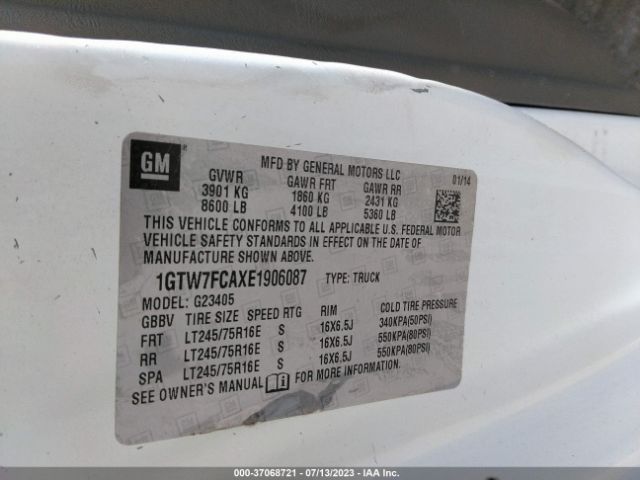 GM
MFD BY GENERAL MOTORS LLC
01/14
GVWR GAWR FRT GAWR RR
3901 KG 1860 KG 2431 KG
8600 LB 4100 LB 5360 LB
THIS VEHICLE CONFORMS TO ALL APPLICABLE U.S. FEDERAL MOTOR
VEHICLE SAFETY STANDARDS IN EFFECT ON THE DATE OF
MANUFACTURE SHOWN ABOVE.
1GTW7FCAXE1906087 TYPE: TRUCK
MODEL: G23405
GBBV TIRE SIZE SPEED RTG RIM COLD TIRE PRESSURE
FRT LT245/75R16E S 16X6.5J 340KPA(50PSI)
RR LT245/75R16E S 16X6.5J 550KPA(80PSI)
SPA LT245/75R16E S 16X6.5J 550KPA(80PSI)
SEE OWNER'S MANUAL FOR MORE INFORMATION.
000-37068721 - 07/13/2023 - IAA Inc.